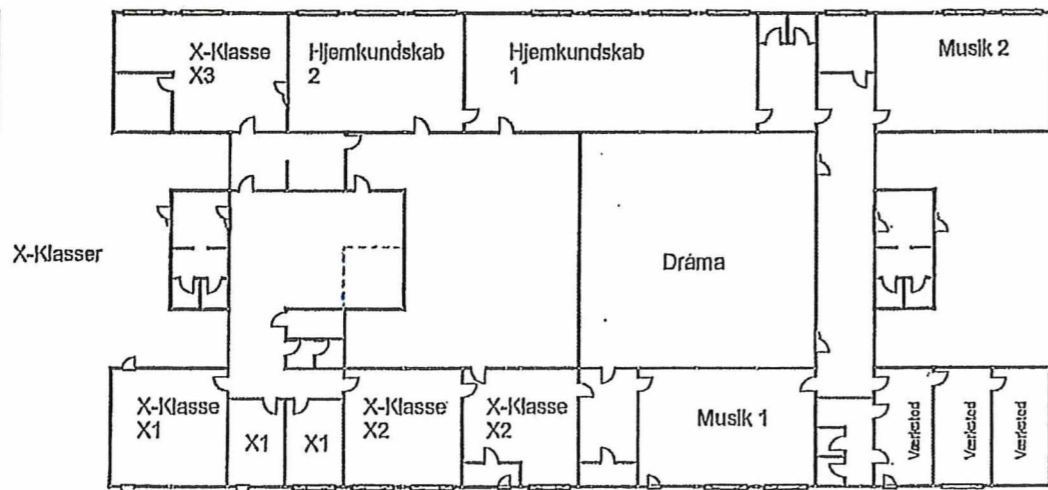 X-Klasse
X3
Hjemkundskab
2
Hjemkundskab
1
Musik 2
X-Klasser
Dráma
X-Klasse
X1
X1
X1
X-Klasse
X2
X-Klasse
X2
Musik 1
Værksted
Værksted
Værksted